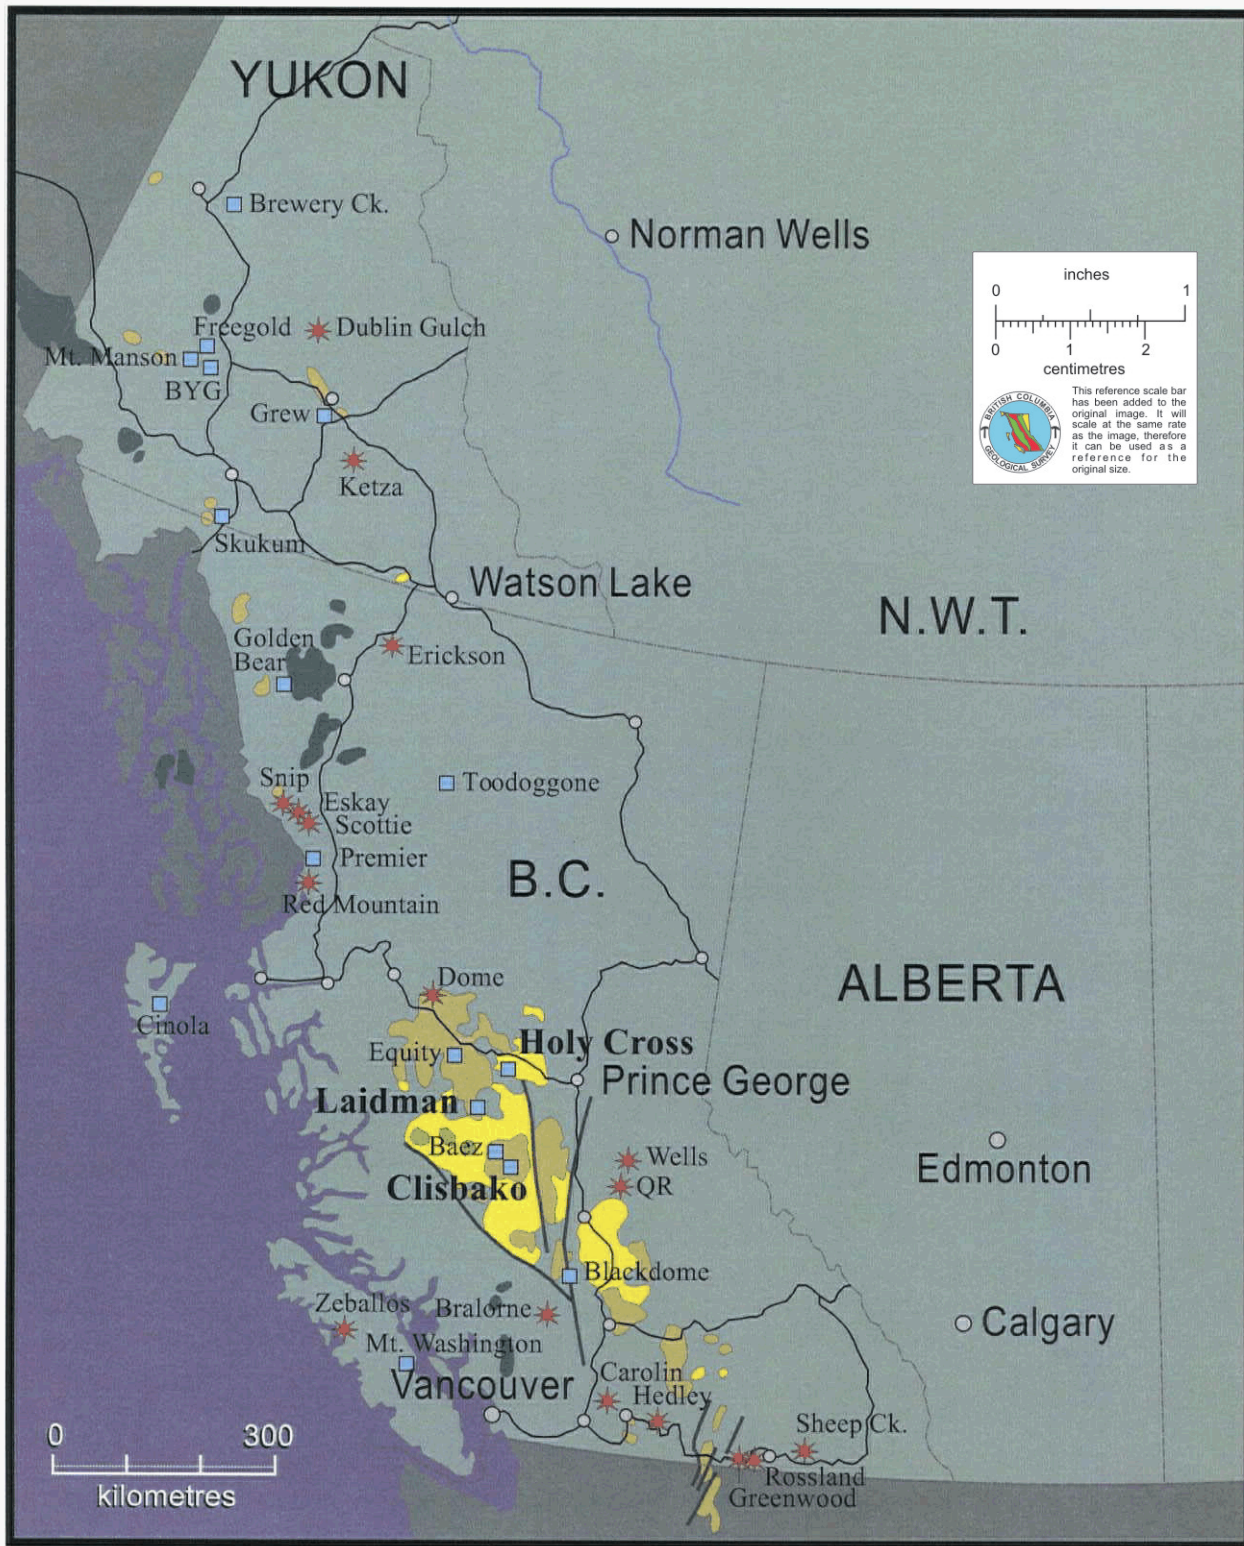 YUKON
Brewery Ck.
Norman Wells
inches
0 1
0 1 2
centimetres
BRITISH COLUMBIA
GEOLOGICAL SURVEY
This reference scale bar
has been added to the
original image. It will
scale at the same rate
as the image, therefore
it can be used as a
reference for the
original size.
Freegold
Dublin Gulch
Mt. Manson
BYG
Grew
Ketza
Skukum
Watson Lake
N.W.T.
Golden
Bear
Erickson
Snip
Toodoggone
Eskay
Scottie
Premier
B.C.
Red Mountain
ALBERTA
Dome
Cinola
Equity
Holy Cross
Prince George
Laidman
Baez
Wells
Edmonton
Clisbako
QR
Blackdome
Zeballos
Bralorne
Calgary
Mt. Washington
Vancouver
Carolin
Hedley
Sheep Ck.
0 300
kilometres
Rossland
Greenwood